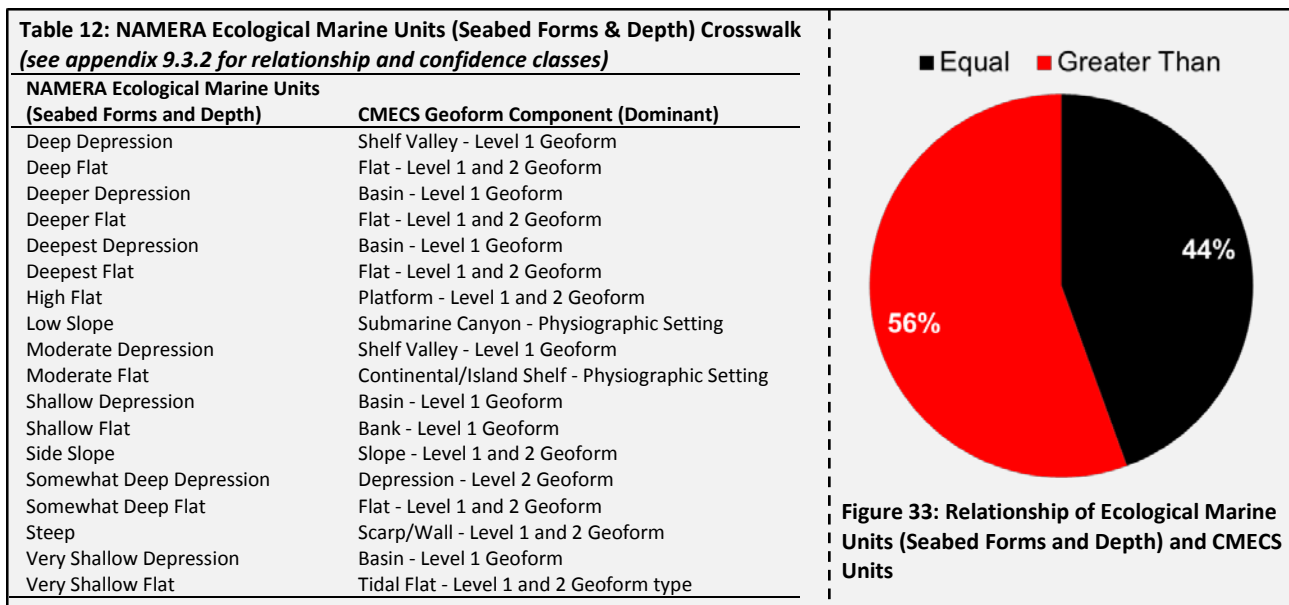 Table 12: NAMERA Ecological Marine Units (Seabed Forms & Depth) Crosswalk
(see appendix 9.3.2 for relationship and confidence classes)
NAMERA Ecological Marine Units
(Seabed Forms and Depth) CMECS Geoform Component (Dominant)
Deep Depression Shelf Valley - Level 1 Geoform
Deep Flat Flat - Level 1 and 2 Geoform
Deeper Depression Basin - Level 1 Geoform
Deeper Flat Flat - Level 1 and 2 Geoform
Deepest Depression Basin - Level 1 Geoform
Deepest Flat Flat - Level 1 and 2 Geoform
High Flat Platform - Level 1 and 2 Geoform
Low Slope Submarine Canyon - Physiographic Setting
Moderate Depression Shelf Valley - Level 1 Geoform
Moderate Flat Continental/Island Shelf - Physiographic Setting
Shallow Depression Basin - Level 1 Geoform
Shallow Flat Bank - Level 1 Geoform
Side Slope Slope - Level 1 and 2 Geoform
Somewhat Deep Depression Depression - Level 2 Geoform
Somewhat Deep Flat Flat - Level 1 and 2 Geoform
Steep Scarp/Wall - Level 1 and 2 Geoform
Very Shallow Depression Basin - Level 1 Geoform
Very Shallow Flat Tidal Flat - Level 1 and 2 Geoform type
Equal Greater Than
44%
56%
Figure 33: Relationship of Ecological Marine
Units (Seabed Forms and Depth) and CMECS
Units